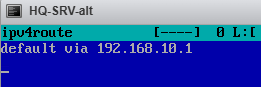 HQ-SRV-alt
ipv4route [----] 0 L:[
default via 192.168.10.1